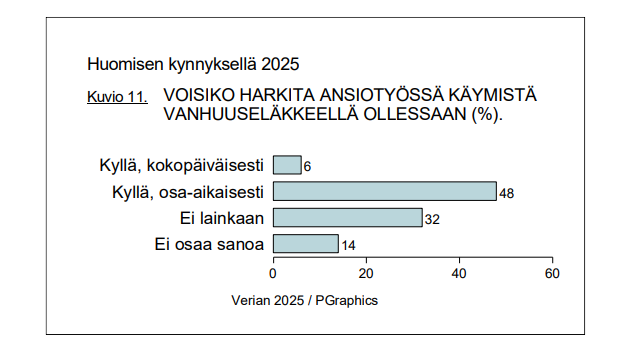 Huomisen kynnyksellä 2025
Kuvio 11. VOISIKO HARKITA ANSIOTYÖSSÄ KÄYMISTÄ
VANHUUSELÄKKEELLÄ OLLESSAAN (%).
Kyllä, kokopäiväisesti 6
Kyllä, osa-aikaisesti 48
Ei lainkaan 32
Ei osaa sanoa 14
0 20 40 60
Verian 2025 / PGraphics